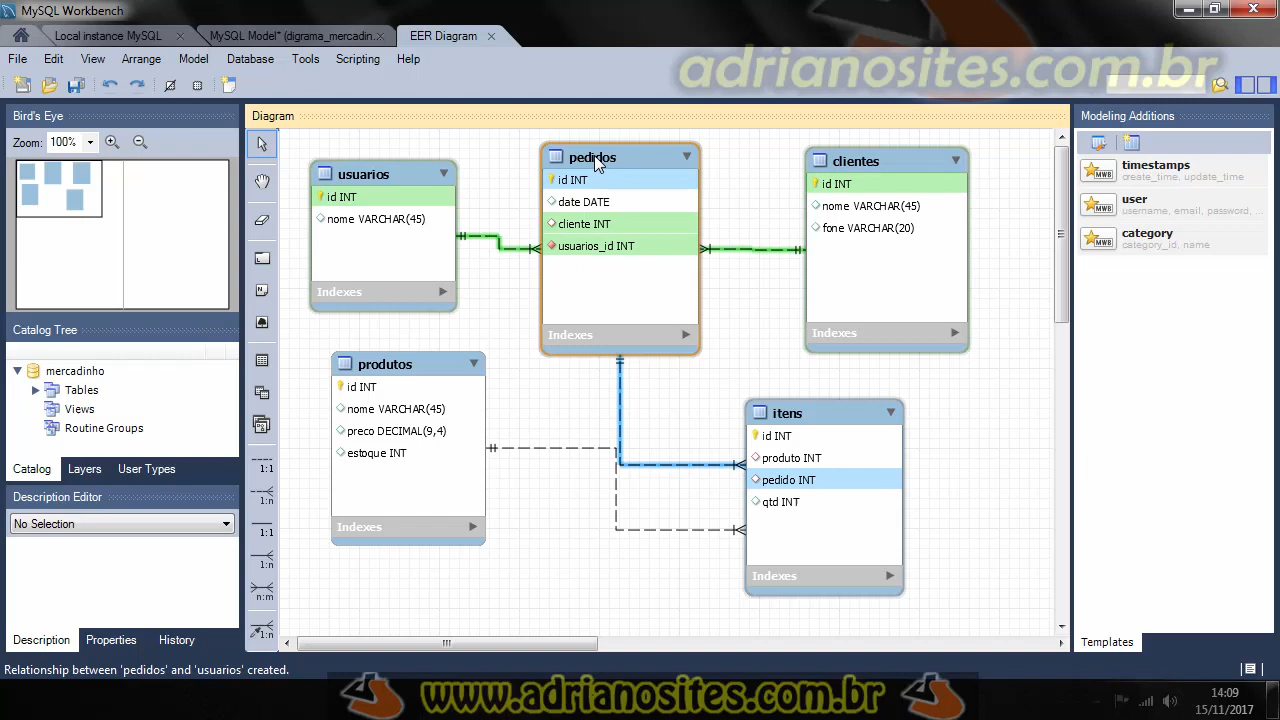 MySQL Workbench
Local instance MySQL
MySQL Model* (digrama_mercadin...
EER Diagram
File Edit View Arrange Model Database Tools Scripting Help
adrianosites.com.br
Bird's Eye
Zoom: 100%
Diagram
Modeling Additions
timestamps
create_time, update_time
user
username, email, password, ...
category
category_id, name
usuarios
id INT
nome VARCHAR(45)
Indexes
pedidos
id INT
date DATE
cliente INT
usuarios_id INT
Indexes
clientes
id INT
nome VARCHAR(45)
fone VARCHAR(20)
Indexes
produtos
id INT
nome VARCHAR(45)
preco DECIMAL(9,4)
estoque INT
Indexes
itens
id INT
produto INT
pedido INT
qtd INT
Indexes
1:1
1:n
1:1
1:n
n:m
1:n
Catalog Tree
mercadinho
Tables
Views
Routine Groups
Catalog Layers User Types
Description Editor
No Selection
Description Properties History
Templates
Relationship between 'pedidos' and 'usuarios' created.
www.adrianosites.com.br
14:09
15/11/2017